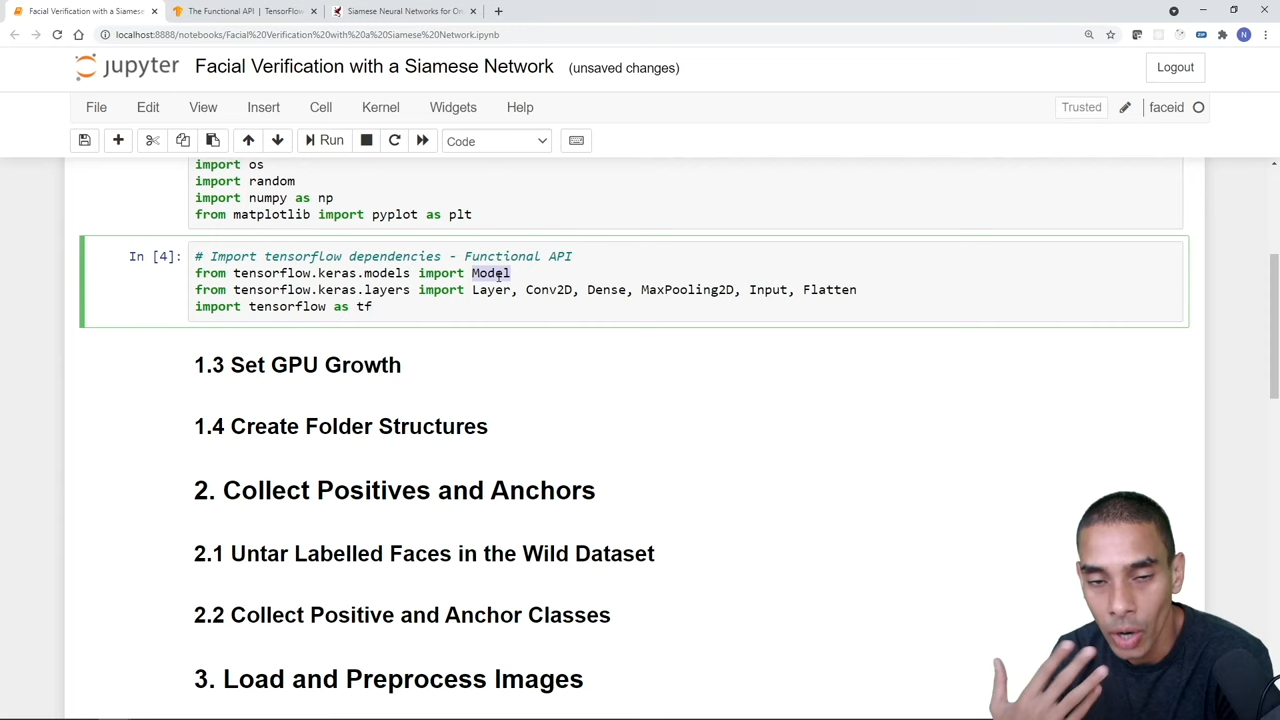 Facial Verification with a Siamese
The Functional API | TensorFlow
Siamese Neural Networks for On
localhost:8888/notebooks/Facial%20Verification%20with%20a%20Siamese%20Network.ipynb
ZIP
N
jupyter
Facial Verification with a Siamese Network (unsaved changes)
Logout
File Edit View Insert Cell Kernel Widgets Help
Trusted
faceid
Run
Code
import os
import random
import numpy as np
from matplotlib import pyplot as plt
In [4]:
# Import tensorflow dependencies - Functional API
from tensorflow.keras.models import Model
from tensorflow.keras.layers import Layer, Conv2D, Dense, MaxPooling2D, Input, Flatten
import tensorflow as tf
1.3 Set GPU Growth
1.4 Create Folder Structures
2. Collect Positives and Anchors
2.1 Untar Labelled Faces in the Wild Dataset
2.2 Collect Positive and Anchor Classes
3. Load and Preprocess Images